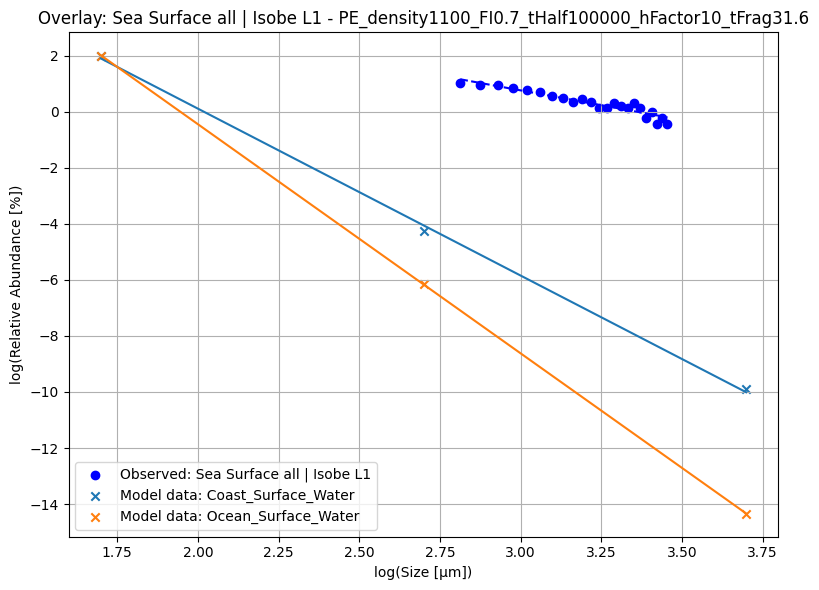 Overlay: Sea Surface all | Isobe L1 - PE_density1100_FI0.7_tHalf100000_hFactor10_tFrag31.6
log(Relative Abundance [%])
2
0
−2
−4
−6
−8
−10
−12
−14
Observed: Sea Surface all | Isobe L1
Model data: Coast_Surface_Water
Model data: Ocean_Surface_Water
1.75 2.00 2.25 2.50 2.75 3.00 3.25 3.50 3.75
log(Size [µm])